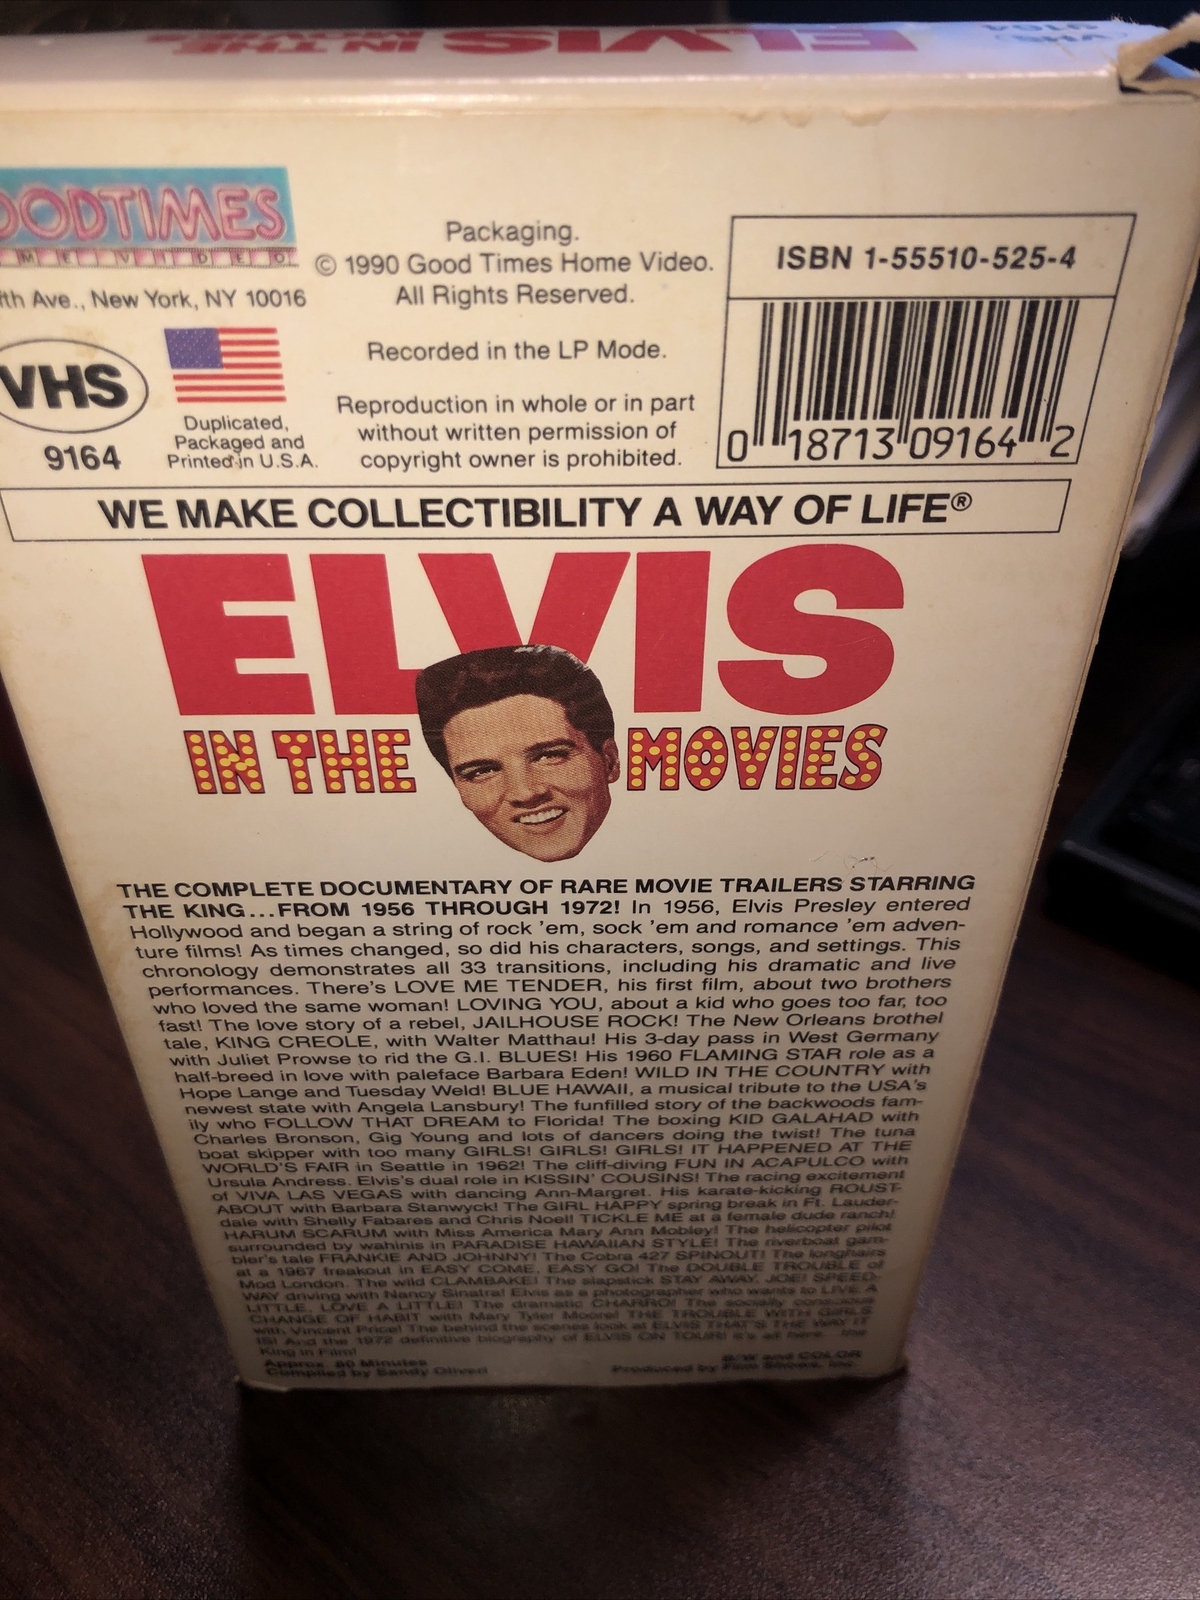 ELVIS IN THE
VHS
9164
OODTIMES
M E V I D E O
fth Ave., New York, NY 10016
VHS
9164
Duplicated,
Packaged and
Printed in U.S.A.
Packaging.
© 1990 Good Times Home Video.
All Rights Reserved.
Recorded in the LP Mode.
Reproduction in whole or in part
without written permission of
copyright owner is prohibited.
ISBN 1-55510-525-4
0 18713 09164 2
WE MAKE COLLECTIBILITY A WAY OF LIFE®
ELVIS
IN THE MOVIES
THE COMPLETE DOCUMENTARY OF RARE MOVIE TRAILERS STARRING
THE KING...FROM 1956 THROUGH 1972! In 1956, Elvis Presley entered
Hollywood and began a string of rock 'em, sock 'em and romance 'em adven-
ture films! As times changed, so did his characters, songs, and settings. This
chronology demonstrates all 33 transitions, including his dramatic and live
performances. There's LOVE ME TENDER, his first film, about two brothers
who loved the same woman! LOVING YOU, about a kid who goes too far, too
fast! The love story of a rebel, JAILHOUSE ROCK! The New Orleans brothel
tale, KING CREOLE, with Walter Matthau! His 3-day pass in West Germany
with Juliet Prowse to rid the G.I. BLUES! His 1960 FLAMING STAR role as a
half-breed in love with paleface Barbara Eden! WILD IN THE COUNTRY with
Hope Lange and Tuesday Weld! BLUE HAWAII, a musical tribute to the USA's
newest state with Angela Lansbury! The funfilled story of the backwoods fam-
ily who FOLLOW THAT DREAM to Florida! The boxing KID GALAHAD with
Charles Bronson, Gig Young and lots of dancers doing the twist! The tuna
boat skipper with too many GIRLS! GIRLS! GIRLS! IT HAPPENED AT THE
WORLD'S FAIR in Seattle in 1962! The cliff-diving FUN IN ACAPULCO with
Ursula Andress. Elvis's dual role in KISSIN' COUSINS! The racing excitement
of VIVA LAS VEGAS with dancing Ann-Margret. His karate-kicking ROUST-
ABOUT with Barbara Stanwyck! The GIRL HAPPY spring break in Ft. Lauder-
dale with Shelly Fabares and Chris Noel! TICKLE ME at a female dude ranch!
HARUM SCARUM with Miss America Mary Ann Mobley! The helicopter pilot
surrounded by wahinis in PARADISE HAWAIIAN STYLE! The riverboat gam-
bler's tale FRANKIE AND JOHNNY! The Cobra 427 SPINOUT! The longhairs
at a 1967 freakout in EASY COME, EASY GO! The DOUBLE TROUBLE of
Mod London. The wild CLAMBAKE! The slapstick STAY AWAY, JOE! SPEED-
WAY driving with Nancy Sinatra! Elvis as a photographer who wants to LIVE A
LITTLE, LOVE A LITTLE! The dramatic CHARRO! The socially conscious
CHANGE OF HABIT with Mary Tyler Moore! THE TROUBLE WITH GIRLS
with Vincent Price! The behind the scenes look at ELVIS THAT'S THE WAY IT
IS! And the 1972 definitive biography of ELVIS ON TOUR! It's all here...the
King in Film!
Approx. 60 Minutes B/W and COLOR
Compiled by Sandy Oliveri Produced by Film Shows, Inc.